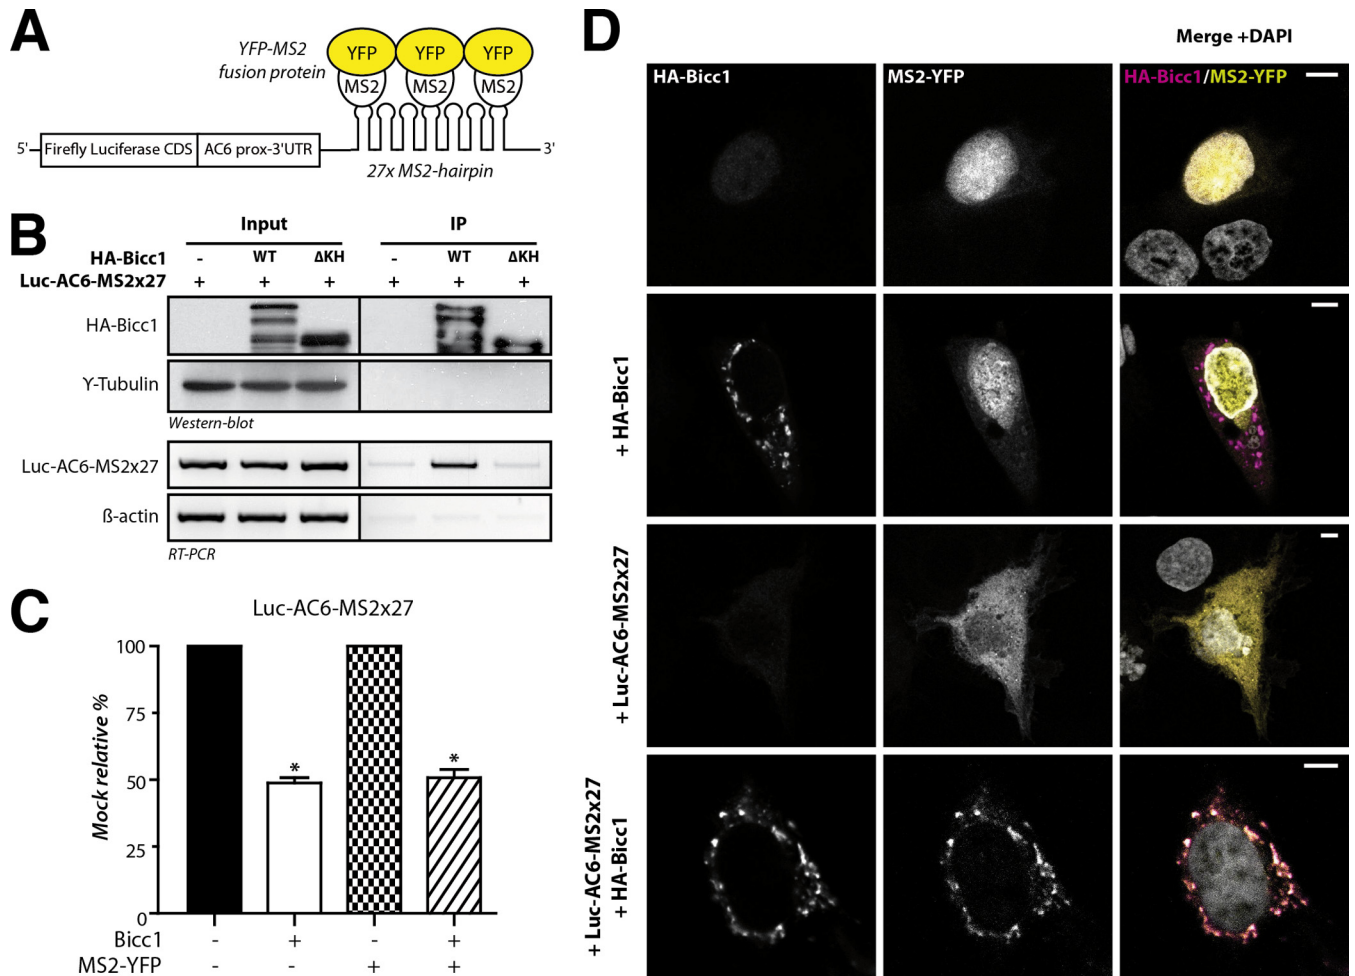 A
YFP-MS2
fusion protein
YFP YFP YFP
MS2 MS2 MS2
5' Firefly Luciferase CDS AC6 prox-3'UTR 3'
27x MS2-hairpin
B
Input IP
HA-Bicc1 - WT ΔKH - WT ΔKH
Luc-AC6-MS2x27 + + + + + +
HA-Bicc1
Υ-Tubulin
Western-blot
Luc-AC6-MS2x27
ß-actin
RT-PCR
C
Luc-AC6-MS2x27
Mock relative %
100
75
50
25
0
* *
Bicc1 - + - +
MS2-YFP - - + +
D
Merge +DAPI
HA-Bicc1 MS2-YFP HA-Bicc1/MS2-YFP
+ HA-Bicc1
+ Luc-AC6-MS2x27
+ Luc-AC6-MS2x27
+ HA-Bicc1